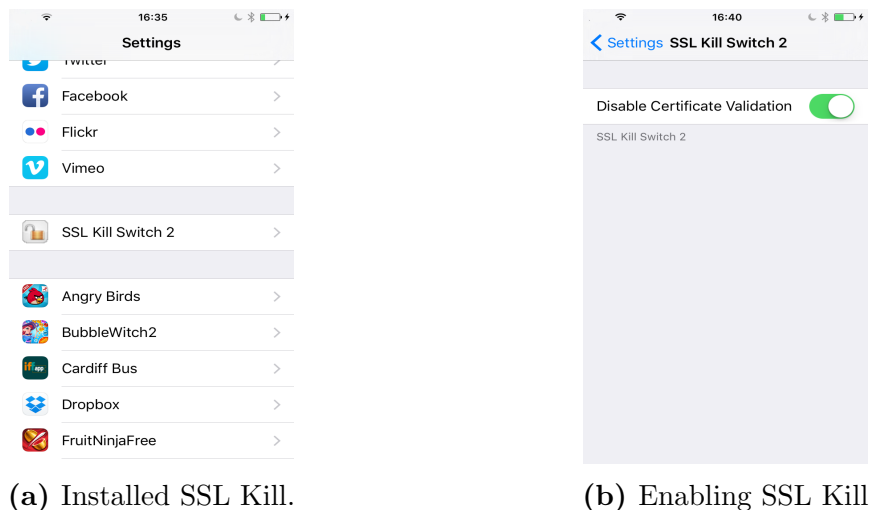 16:35
Settings
Twitter
Facebook
Flickr
Vimeo
SSL Kill Switch 2
Angry Birds
BubbleWitch2
iff app
Cardiff Bus
Dropbox
FruitNinjaFree
(a) Installed SSL Kill.
16:40
Settings SSL Kill Switch 2
Disable Certificate Validation
SSL Kill Switch 2
(b) Enabling SSL Kill